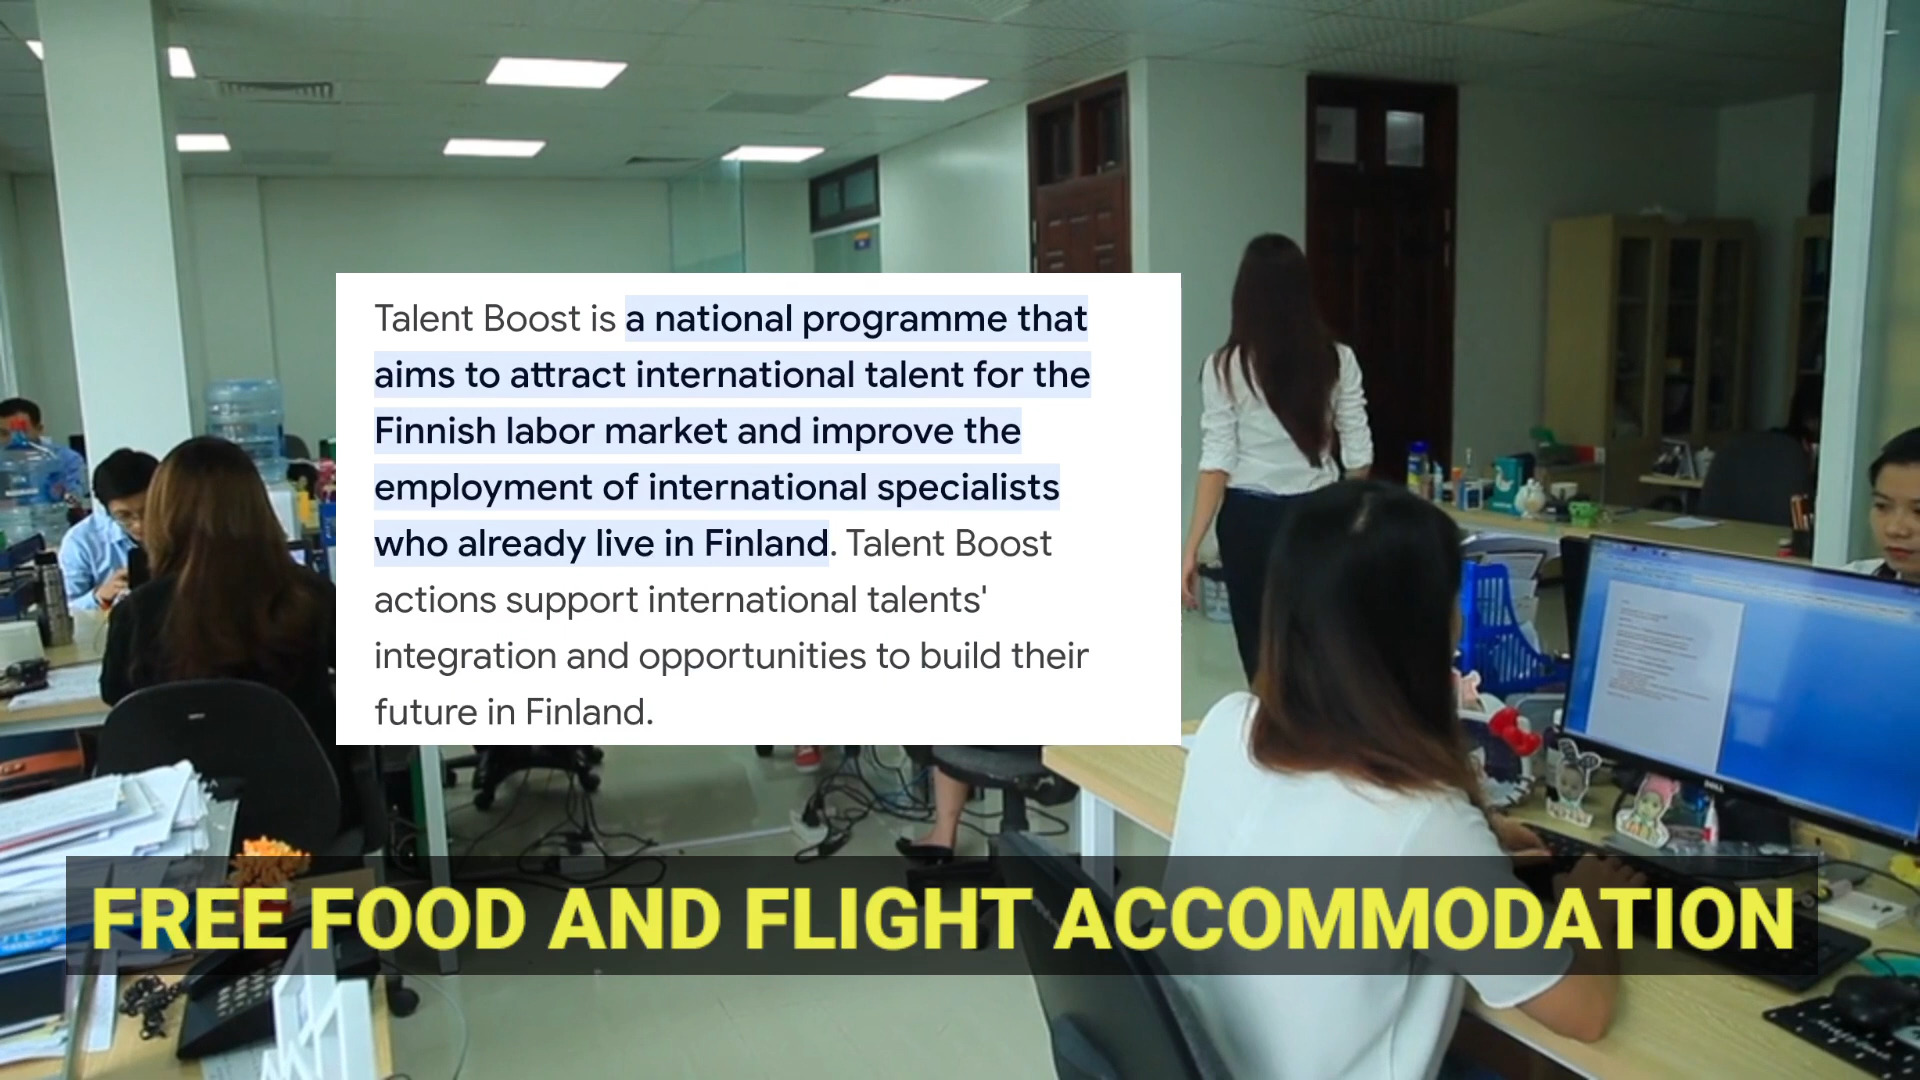 Talent Boost is a national programme that
aims to attract international talent for the
Finnish labor market and improve the
employment of international specialists
who already live in Finland. Talent Boost
actions support international talents'
integration and opportunities to build their
future in Finland.
FREE FOOD AND FLIGHT ACCOMMODATION